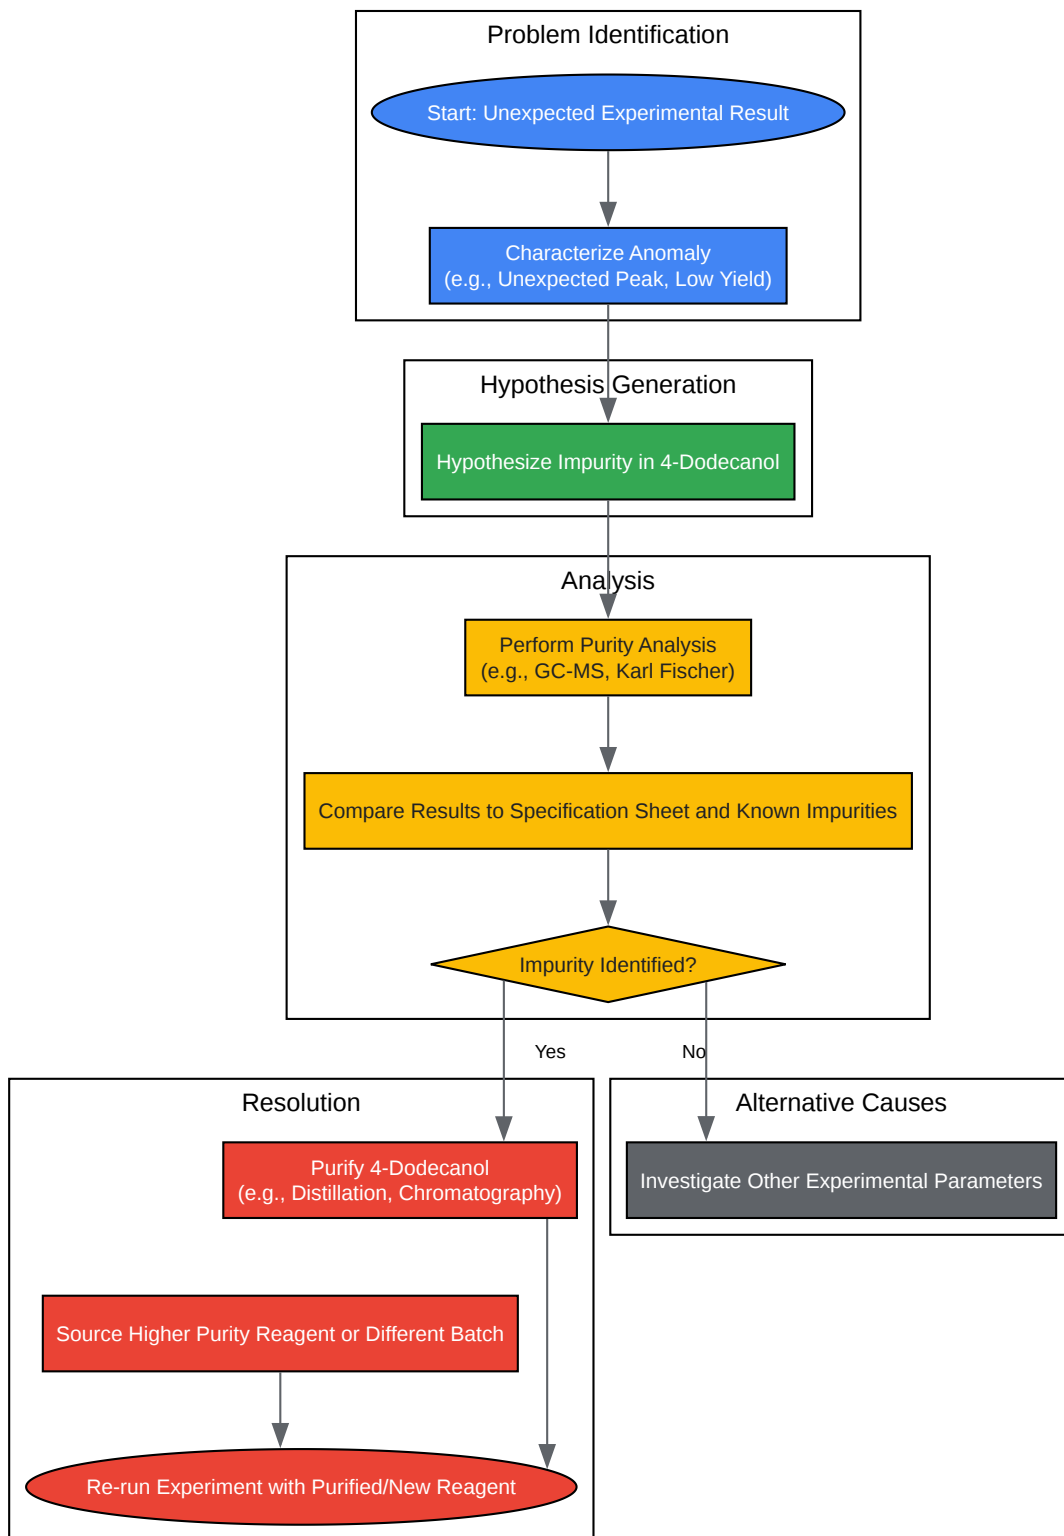 Problem Identification
Start: Unexpected Experimental Result
Characterize Anomaly
(e.g., Unexpected Peak, Low Yield)
Hypothesis Generation
Hypothesize Impurity in 4-Dodecanol
Analysis
Perform Purity Analysis
(e.g., GC-MS, Karl Fischer)
Compare Results to Specification Sheet and Known Impurities
Impurity Identified?
Yes
No
Resolution
Alternative Causes
Purify 4-Dodecanol
(e.g., Distillation, Chromatography)
Investigate Other Experimental Parameters
Source Higher Purity Reagent or Different Batch
Re-run Experiment with Purified/New Reagent